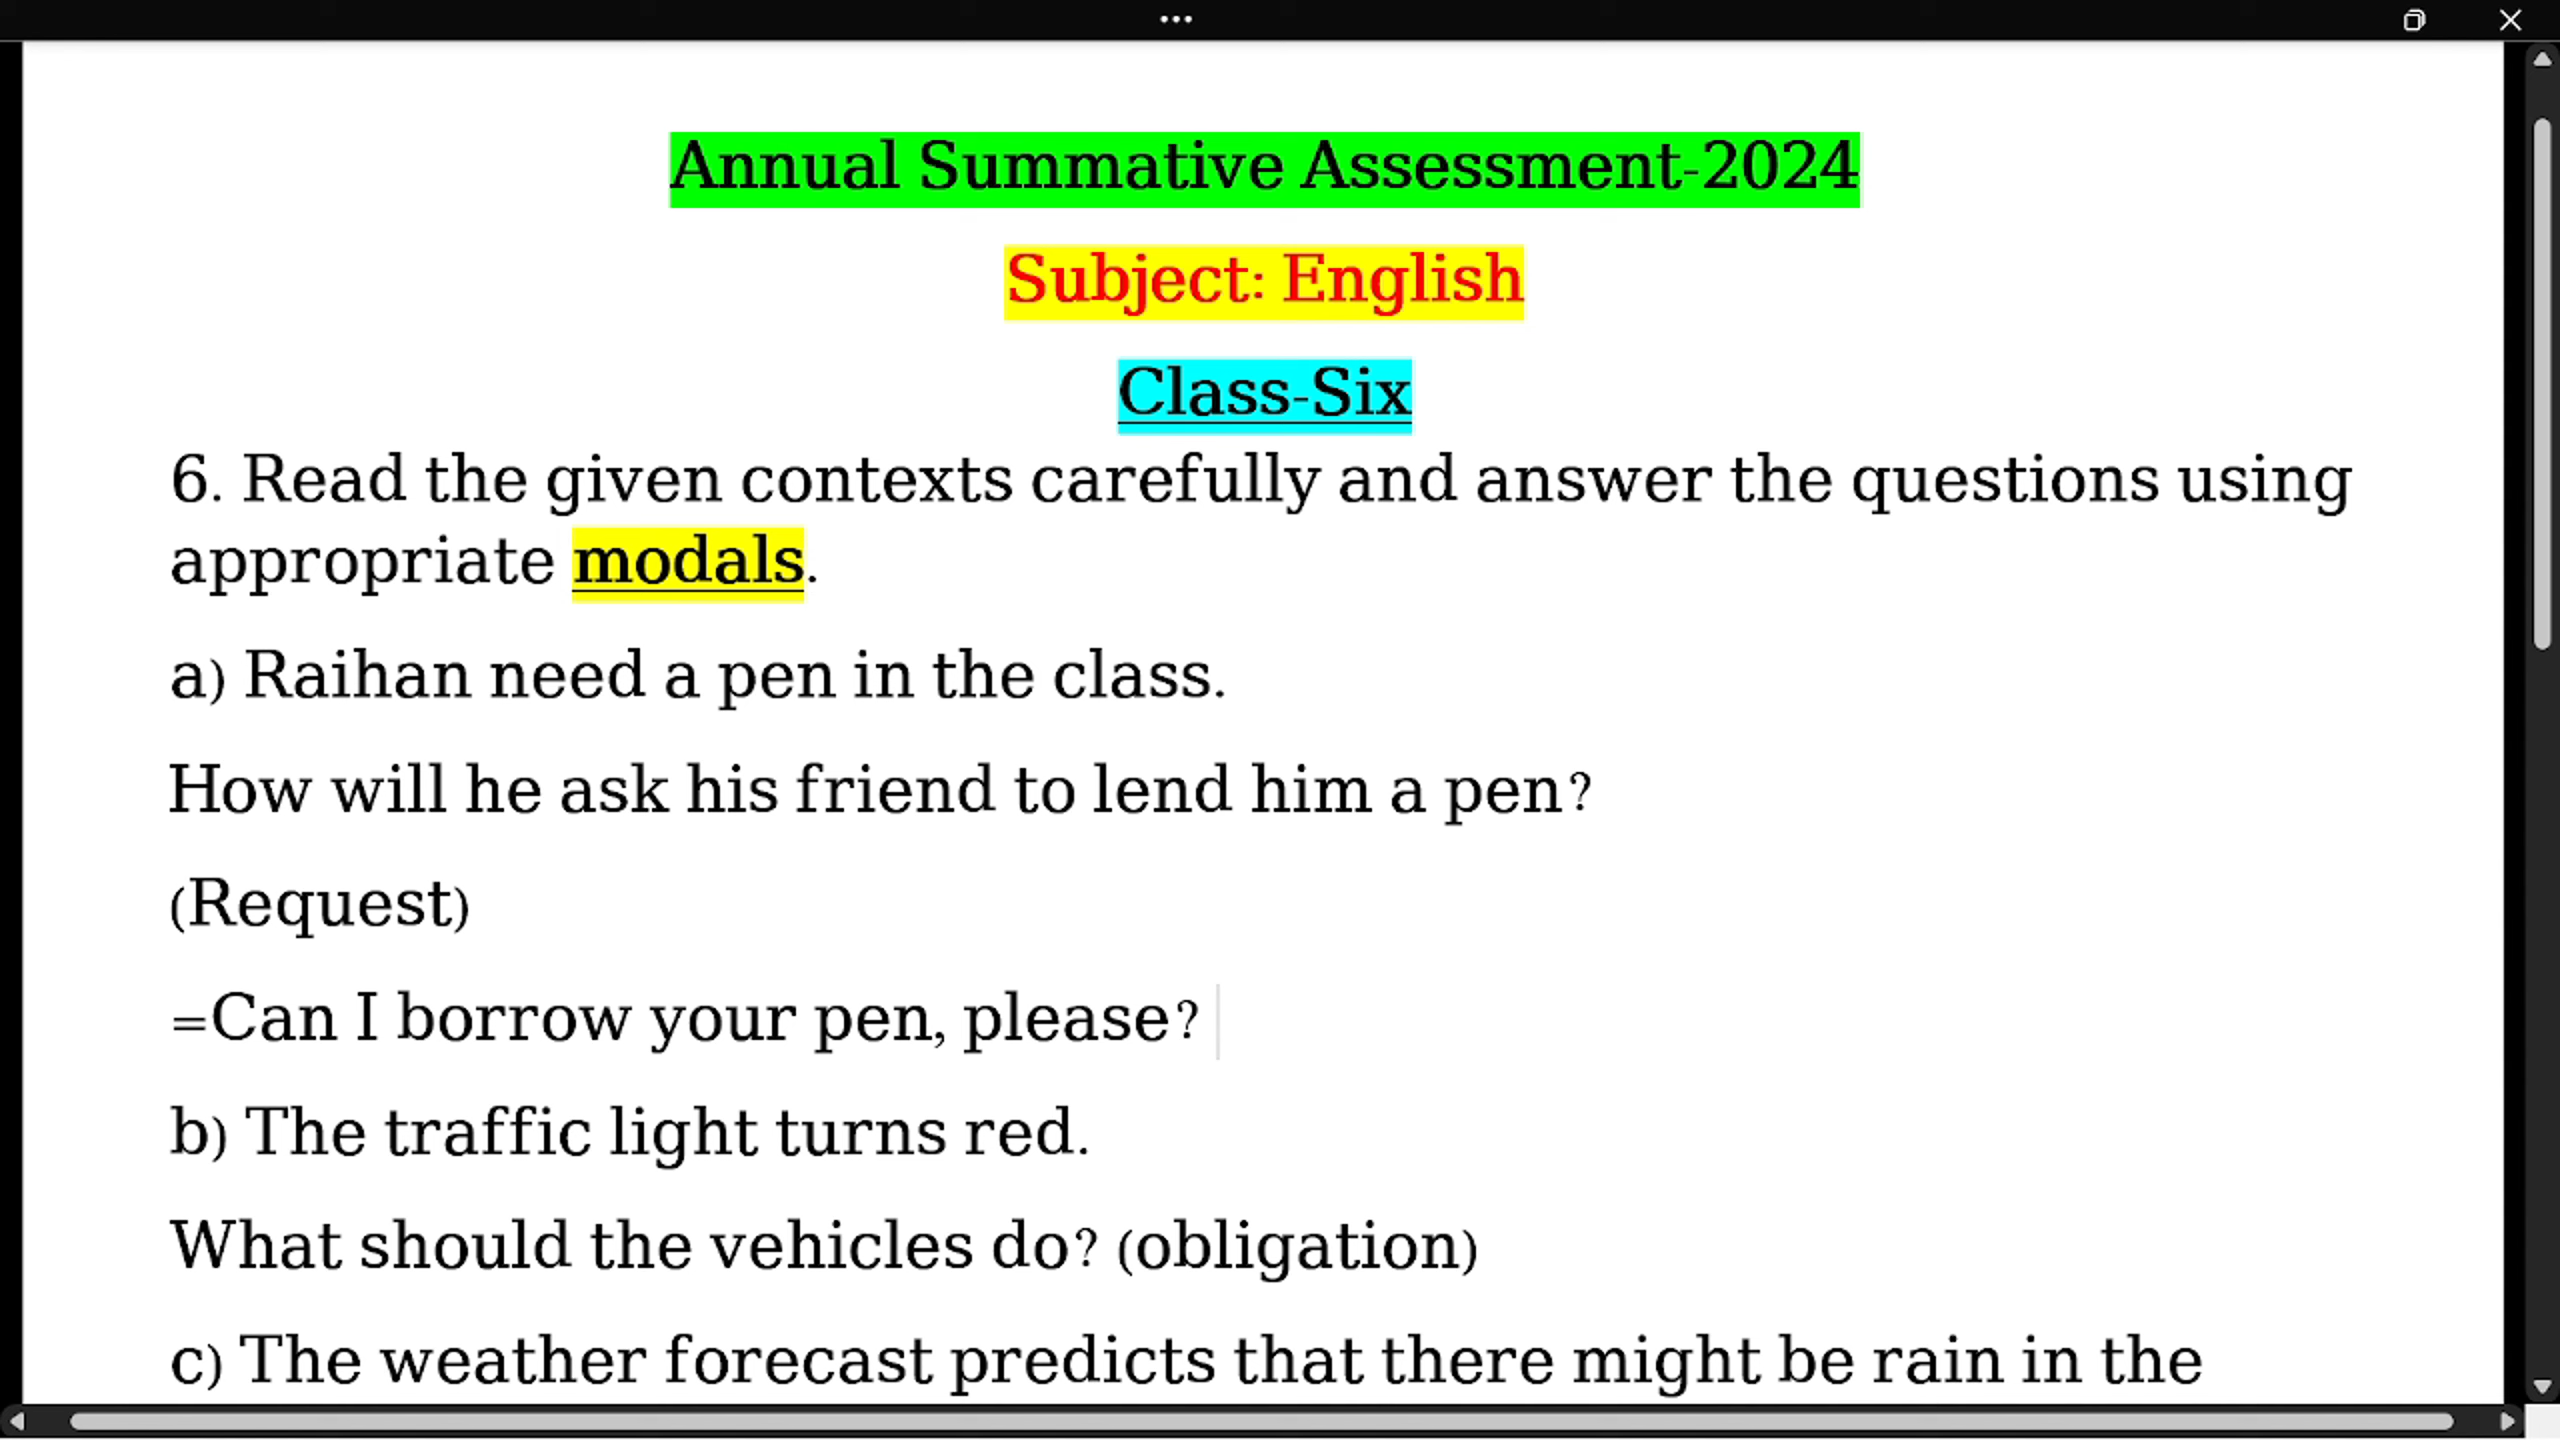 Annual Summative Assessment-2024
Subject: English
Class-Six
6. Read the given contexts carefully and answer the questions using
appropriate modals.
a) Raihan need a pen in the class.
How will he ask his friend to lend him a pen?
(Request)
=Can I borrow your pen, please?
b) The traffic light turns red.
What should the vehicles do? (obligation)
c) The weather forecast predicts that there might be rain in the